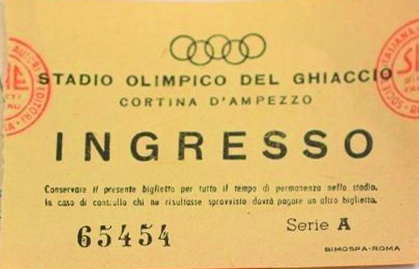 STADIO OLIMPICO DEL GHIACCIO
CORTINA D'AMPEZZO
INGRESSO
Conservare il presente biglietto per tutto il tempo di permanenza nello stadio.
In caso di controllo chi ne risultasse sprovvisto dovrà pagare un altro biglietto.
65454
Serie A
BIMOSPA-ROMA